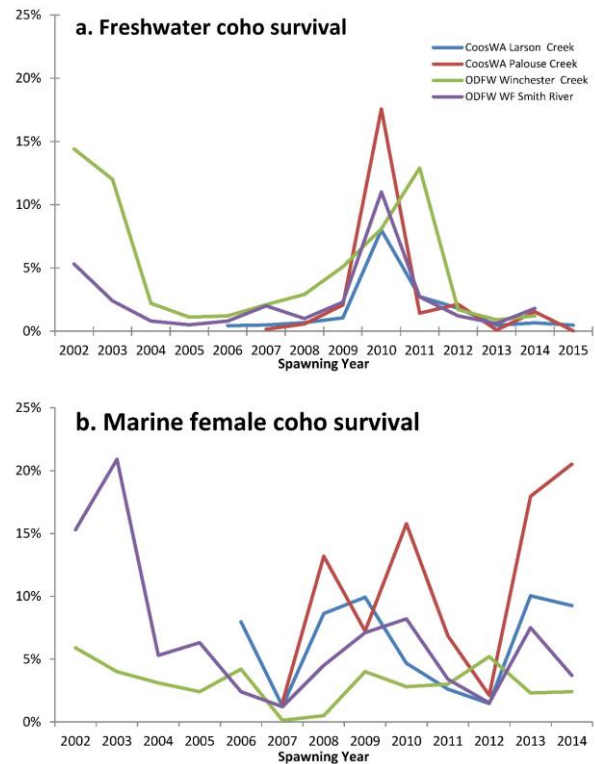 a. Freshwater coho survival
25%
20%
15%
10%
5%
0%
CoosWA Larson Creek
CoosWA Palouse Creek
ODFW Winchester Creek
ODFW WF Smith River
2002 2003 2004 2005 2006 2007 2008 2009 2010 2011 2012 2013 2014 2015
Spawning Year
b. Marine female coho survival
25%
20%
15%
10%
5%
0%
2002 2003 2004 2005 2006 2007 2008 2009 2010 2011 2012 2013 2014
Spawning Year